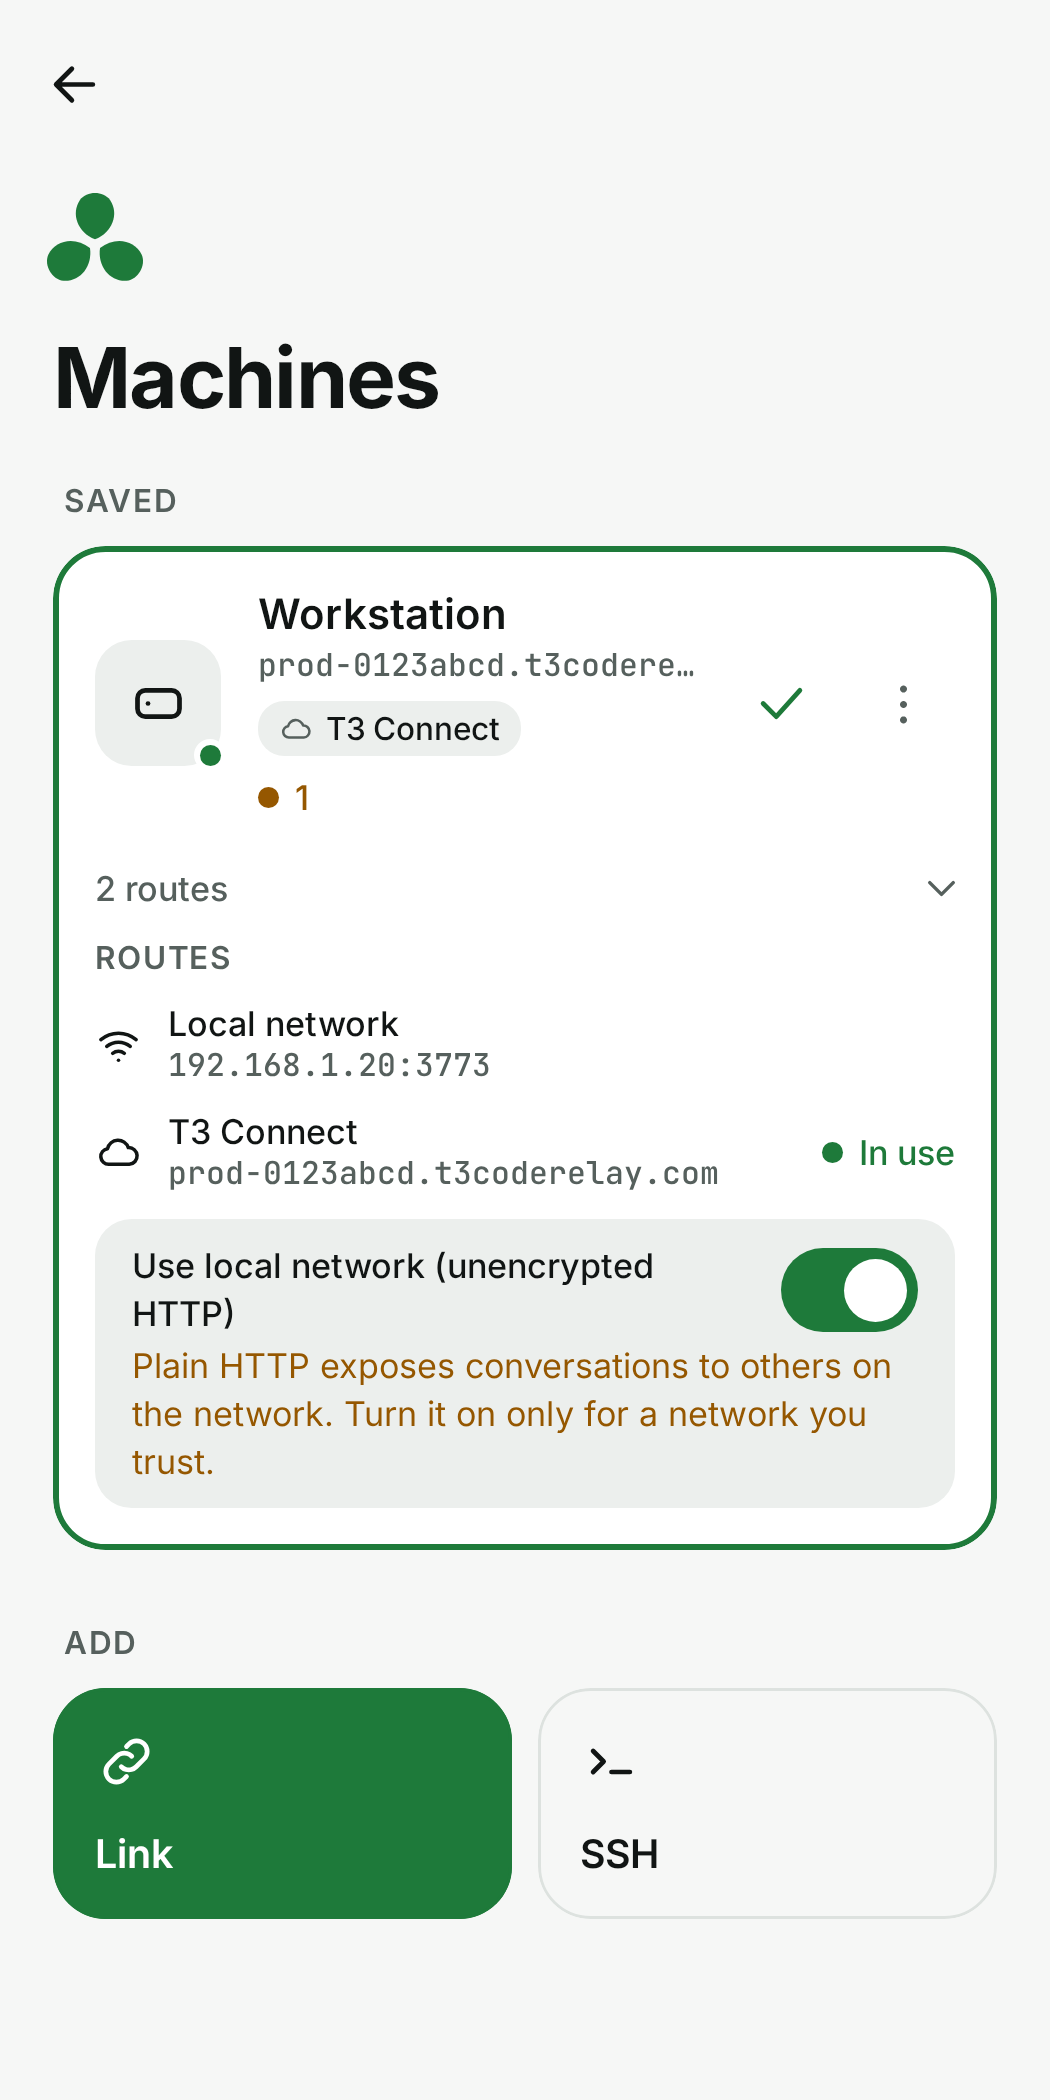 Machines
SAVED
Workstation
prod-0123abcd.t3codere…
T3 Connect
1
2 routes
ROUTES
Local network
192.168.1.20:3773
T3 Connect
prod-0123abcd.t3coderelay.com
In use
Use local network (unencrypted
HTTP)
Plain HTTP exposes conversations to others on
the network. Turn it on only for a network you
trust.
ADD
Link
SSH